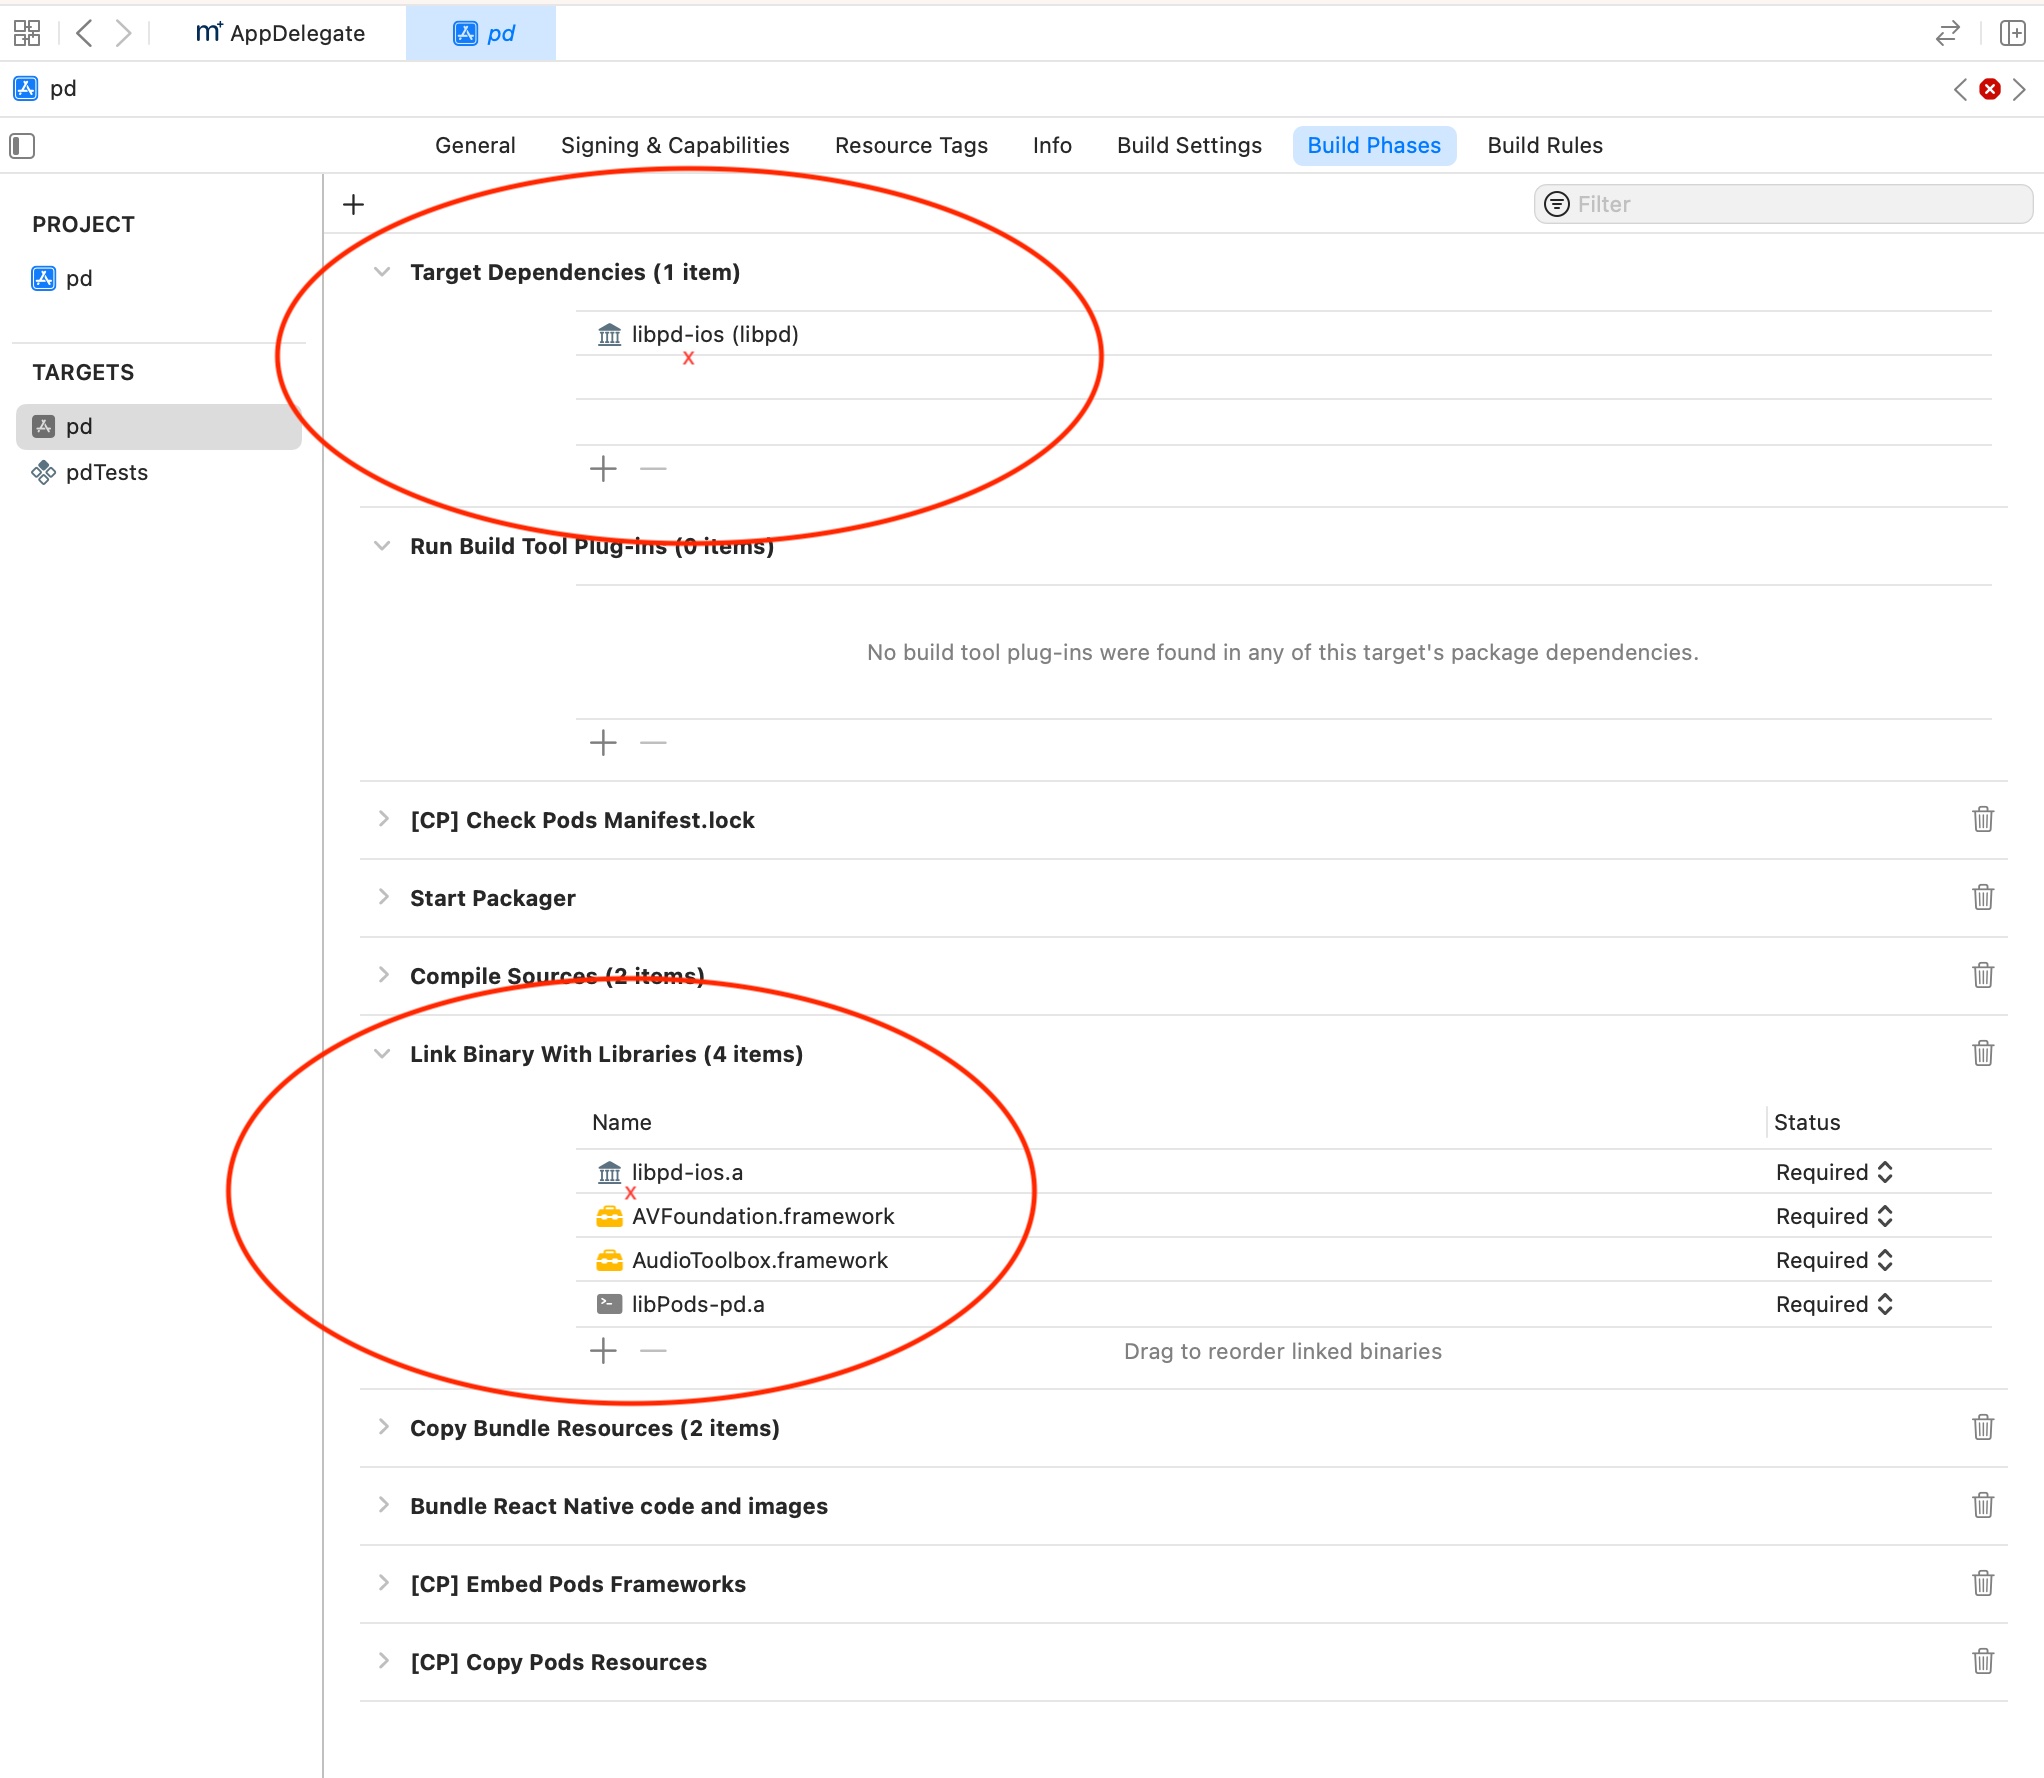 m+ AppDelegate
pd
pd
General Signing & Capabilities Resource Tags Info Build Settings Build Phases Build Rules
Filter
PROJECT
pd
TARGETS
pd
pdTests
Target Dependencies (1 item)
libpd-ios (libpd)
x
Run Build Tool Plug-ins (0 items)
No build tool plug-ins were found in any of this target's package dependencies.
[CP] Check Pods Manifest.lock
Start Packager
Compile Sources (2 items)
Link Binary With Libraries (4 items)
Name Status
libpd-ios.a Required
x
AVFoundation.framework Required
AudioToolbox.framework Required
libPods-pd.a Required
Drag to reorder linked binaries
Copy Bundle Resources (2 items)
Bundle React Native code and images
[CP] Embed Pods Frameworks
[CP] Copy Pods Resources